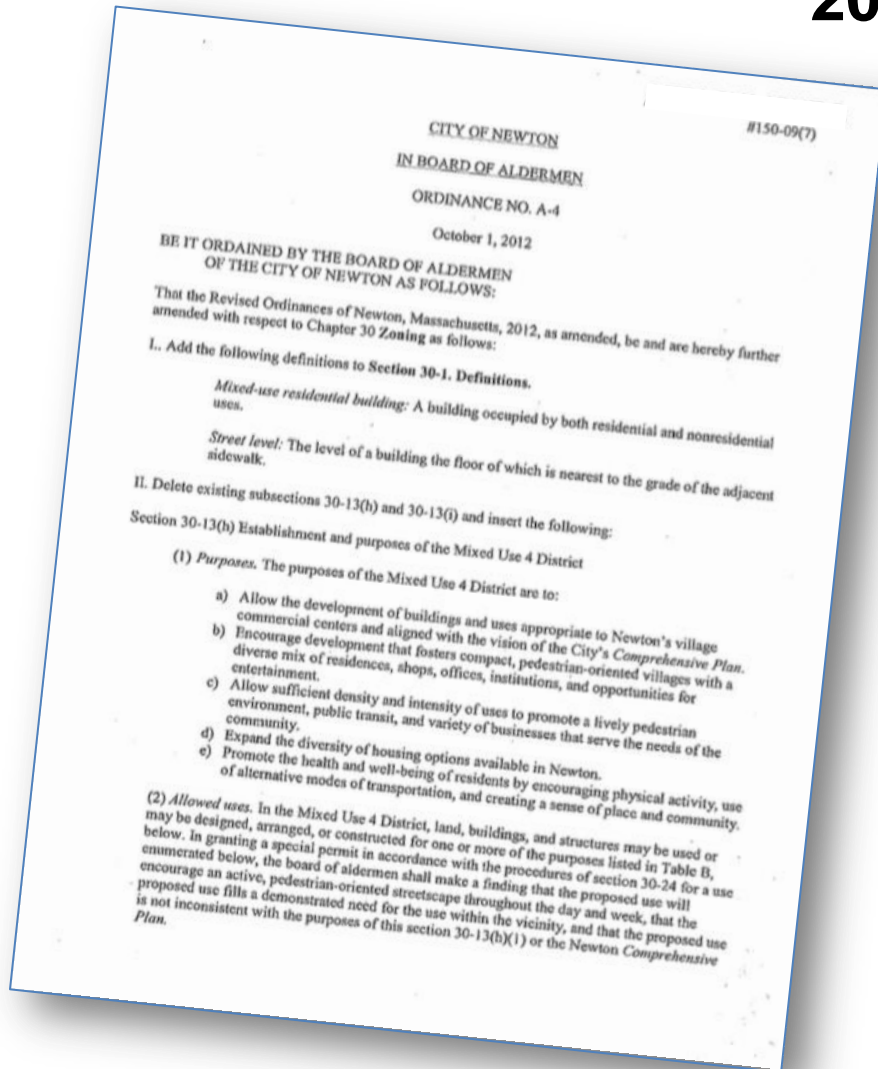 20
#150-09(7)
CITY OF NEWTON
IN BOARD OF ALDERMEN
ORDINANCE NO. A-4
October 1, 2012
BE IT ORDAINED BY THE BOARD OF ALDERMEN
OF THE CITY OF NEWTON AS FOLLOWS:
That the Revised Ordinances of Newton, Massachusetts, 2012, as amended, be and are hereby further
amended with respect to Chapter 30 Zoning as follows:
I.. Add the following definitions to Section 30-1. Definitions.
Mixed-use residential building: A building occupied by both residential and nonresidential
uses.
Street level: The level of a building the floor of which is nearest to the grade of the adjacent
sidewalk.
II. Delete existing subsections 30-13(h) and 30-13(i) and insert the following:
Section 30-13(h) Establishment and purposes of the Mixed Use 4 District
(1) Purposes. The purposes of the Mixed Use 4 District are to:
a) Allow the development of buildings and uses appropriate to Newton's village
commercial centers and aligned with the vision of the City's Comprehensive Plan.
b) Encourage development that fosters compact, pedestrian-oriented villages with a
diverse mix of residences, shops, offices, institutions, and opportunities for
entertainment.
c) Allow sufficient density and intensity of uses to promote a lively pedestrian
environment, public transit, and variety of businesses that serve the needs of the
community.
d) Expand the diversity of housing options available in Newton.
e) Promote the health and well-being of residents by encouraging physical activity, use
of alternative modes of transportation, and creating a sense of place and community.
(2) Allowed uses. In the Mixed Use 4 District, land, buildings, and structures may be used or
may be designed, arranged, or constructed for one or more of the purposes listed in Table B,
below. In granting a special permit in accordance with the procedures of section 30-24 for a use
enumerated below, the board of aldermen shall make a finding that the proposed use will
encourage an active, pedestrian-oriented streetscape throughout the day and week, that the
proposed use fills a demonstrated need for the use within the vicinity, and that the proposed use
is not inconsistent with the purposes of this section 30-13(h)(1) or the Newton Comprehensive
Plan.